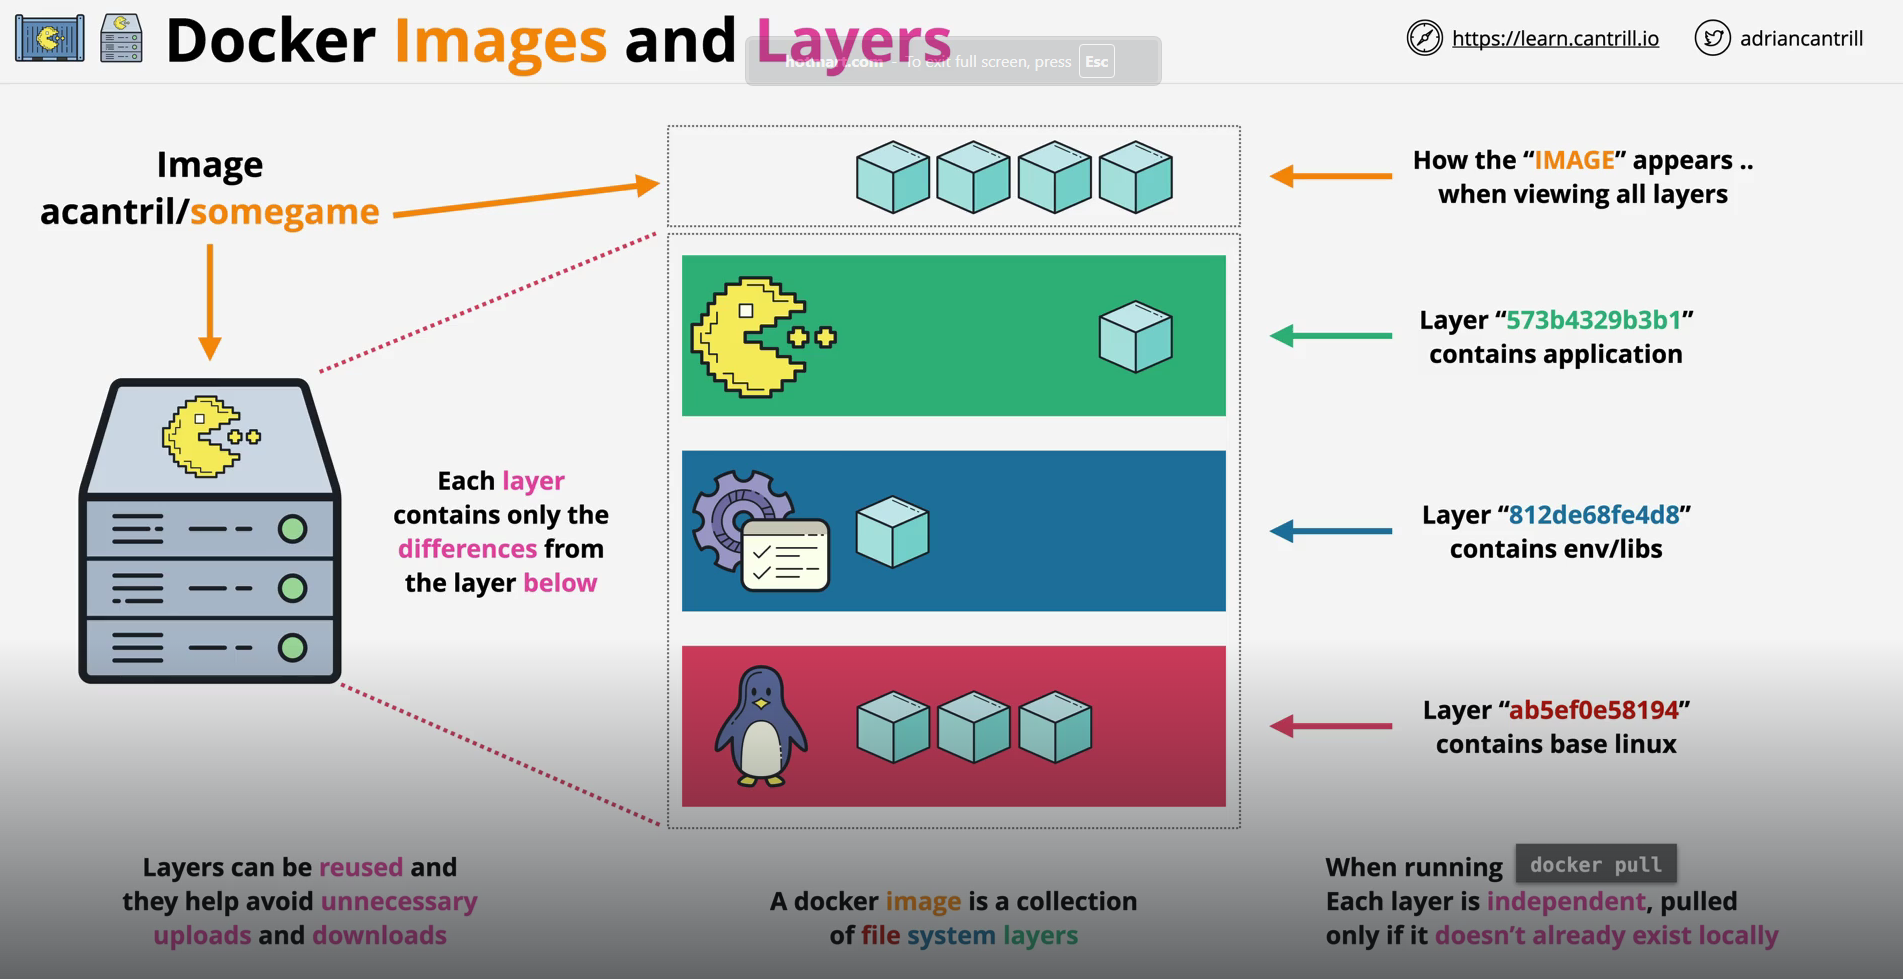 Docker Images and Layers
https://learn.cantrill.io
adriancantrill
hotmart.com - To exit full screen, press Esc
Image
acantril/somegame
How the “IMAGE” appears ..
when viewing all layers
Layer “573b4329b3b1”
contains application
Each layer
contains only the
differences from
the layer below
Layer “812de68fe4d8”
contains env/libs
Layer “ab5ef0e58194”
contains base linux
Layers can be reused and
they help avoid unnecessary
uploads and downloads
A docker image is a collection
of file system layers
When running docker pull
Each layer is independent, pulled
only if it doesn’t already exist locally